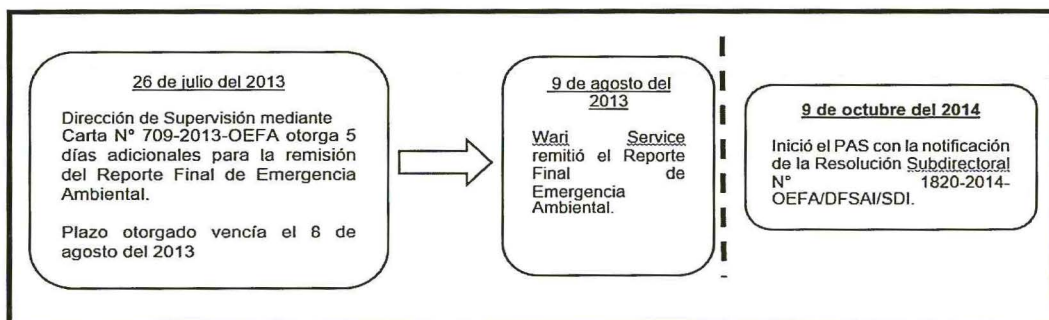 26 de julio del 2013
Dirección de Supervisión mediante
Carta N° 709-2013-OEFA otorga 5
días adicionales para la remisión
del Reporte Final de Emergencia
Ambiental.
Plazo otorgado vencía el 6 de
agosto del 2013
9 de agosto del
2013
Wari Service
remitió el Reporte
Final de
Emergencia
Ambiental.
9 de octubre del 2014
Inició el PAS con la notificación
de la Resolución Subdirectoral
N° 1820-2014-
OEFA/DFSAI/SDI.